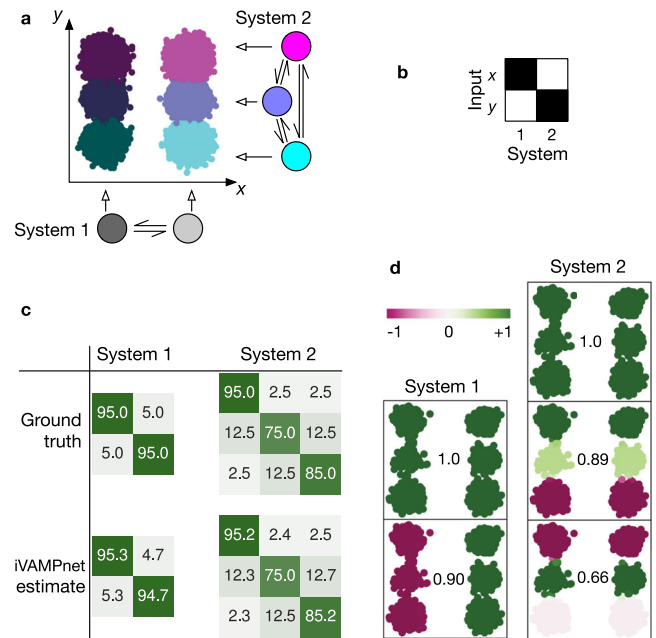 a
y
System 2
x
System 1
b
Input
x
y
1 2
System
c
System 1 System 2
Ground truth
95.0 5.0
5.0 95.0
95.0 2.5 2.5
12.5 75.0 12.5
2.5 12.5 85.0
iVAMPnet estimate
95.3 4.7
5.3 94.7
95.2 2.4 2.5
12.3 75.0 12.7
2.3 12.5 85.2
d
-1 0 +1
System 1
1.0
0.90
System 2
1.0
0.89
0.66